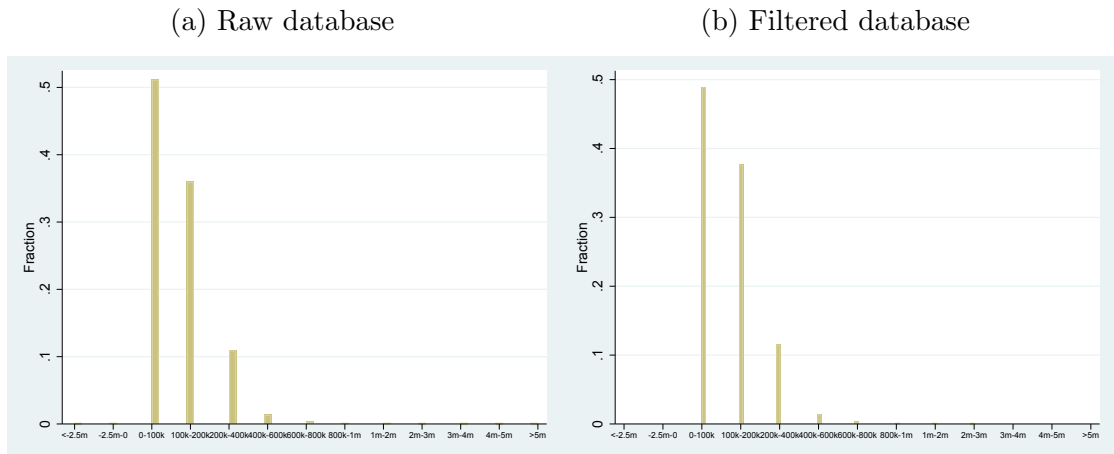 (a) Raw database
(b) Filtered database
Fraction
.5
.4
.3
.2
.1
0
<-2.5m -2.5m-0 0-100k 100k-200k 200k-400k 400k-600k 600k-800k 800k-1m 1m-2m 2m-3m 3m-4m 4m-5m >5m
Fraction
.5
.4
.3
.2
.1
0
<-2.5m -2.5m-0 0-100k 100k-200k 200k-400k 400k-600k 600k-800k 800k-1m 1m-2m 2m-3m 3m-4m 4m-5m >5m